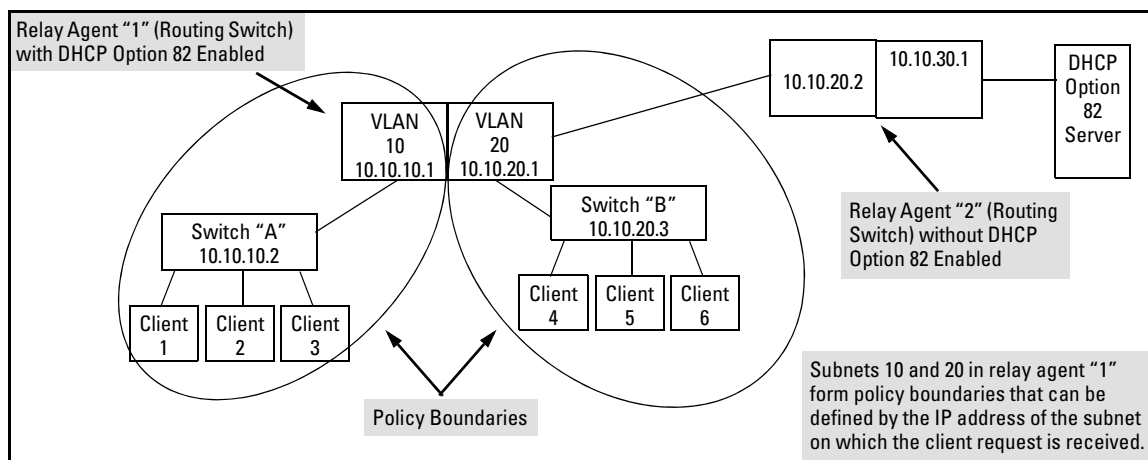 Relay Agent “1” (Routing Switch)
with DHCP Option 82 Enabled
10.10.20.2
10.10.30.1
DHCP
Option
82
Server
VLAN
10
10.10.10.1
VLAN
20
10.10.20.1
Switch “A”
10.10.10.2
Switch “B”
10.10.20.3
Relay Agent “2” (Routing
Switch) without DHCP
Option 82 Enabled
Client
1
Client
2
Client
3
Client
4
Client
5
Client
6
Policy Boundaries
Subnets 10 and 20 in relay agent “1”
form policy boundaries that can be
defined by the IP address of the subnet
on which the client request is received.